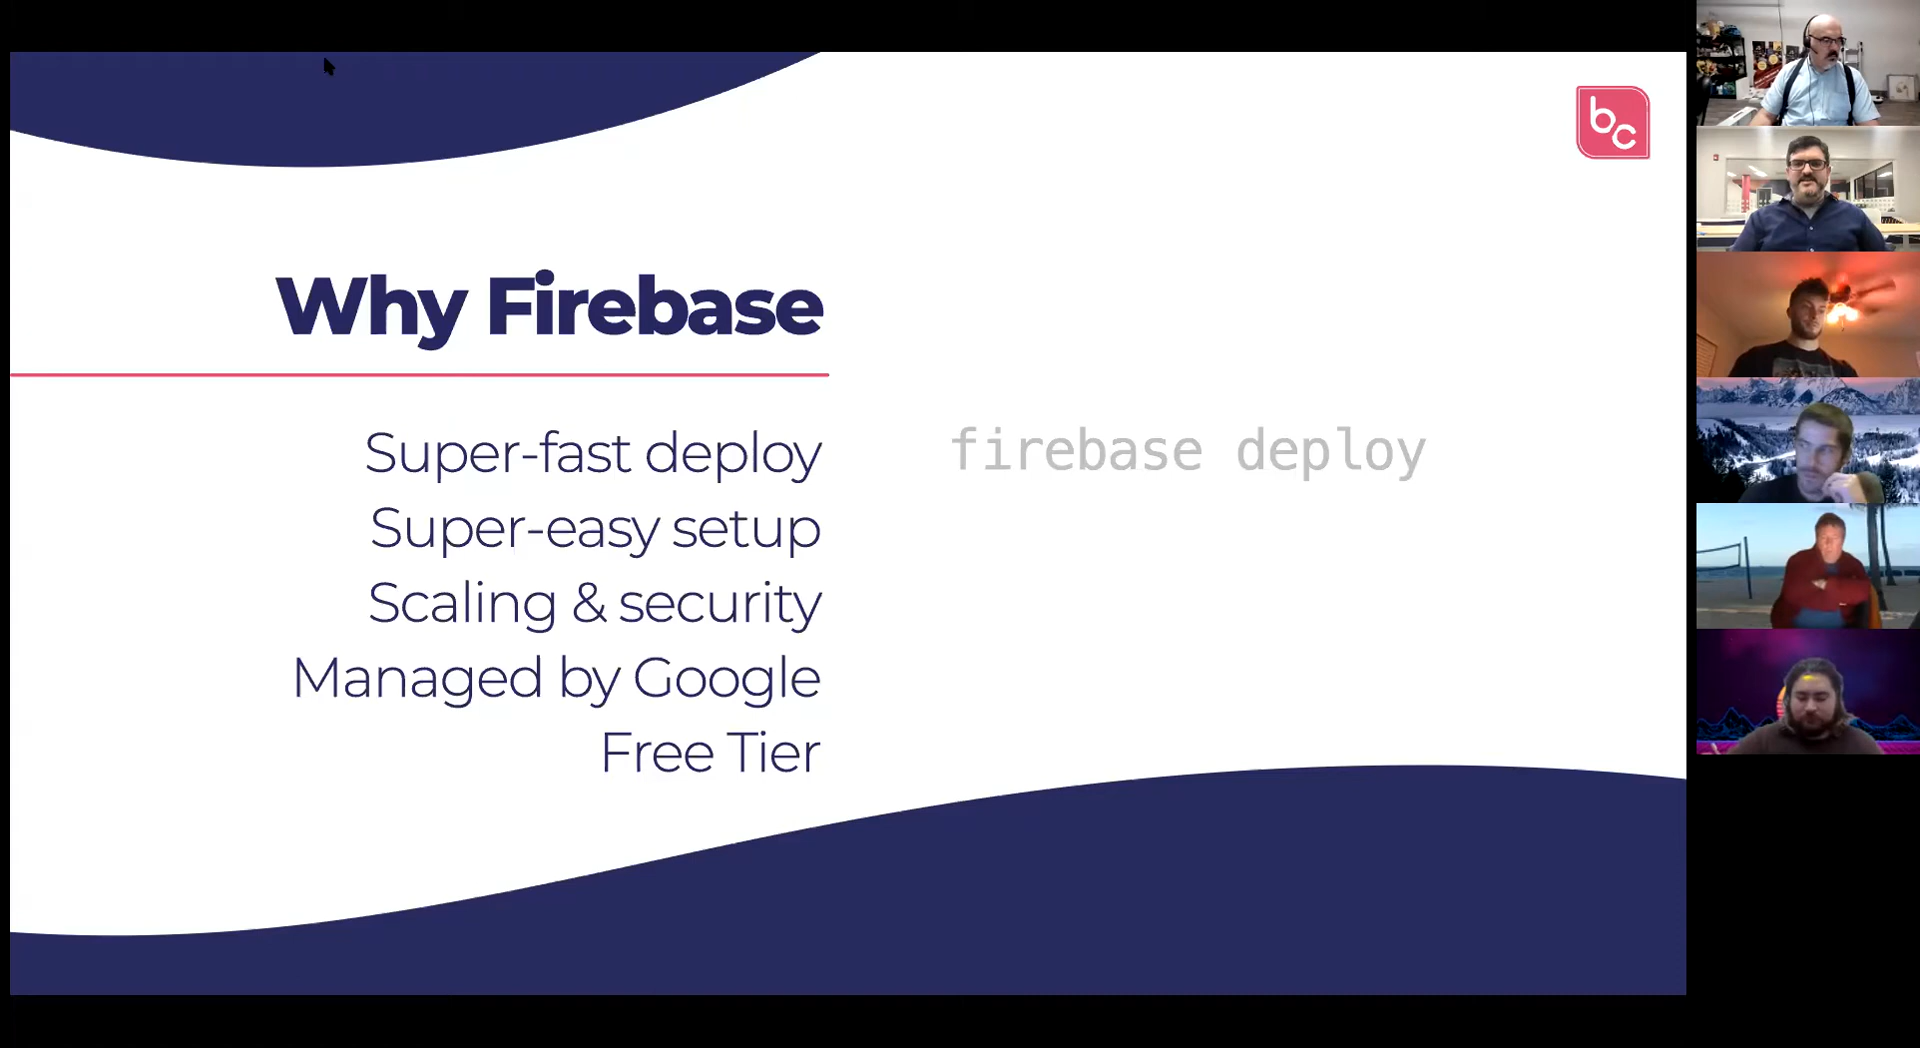 bc
Why Firebase
Super-fast deploy
firebase deploy
Super-easy setup
Scaling & security
Managed by Google
Free Tier